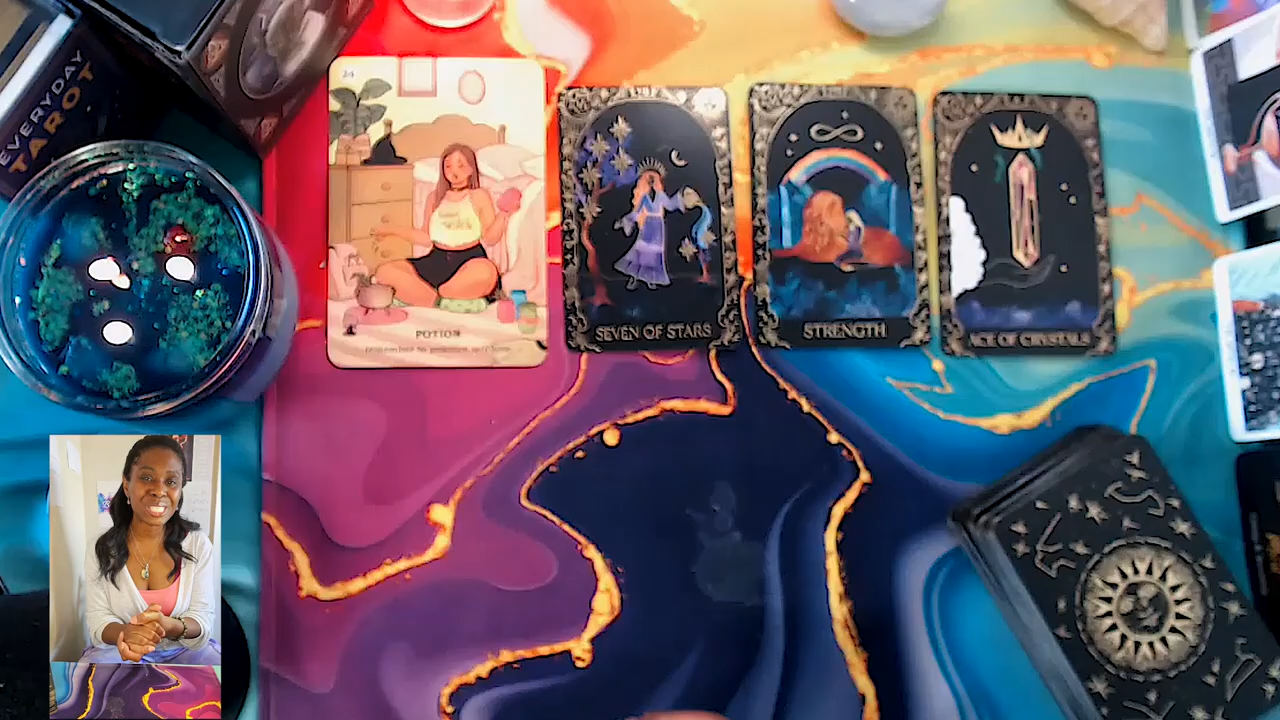 EVERYDAY
TAROT
24
POTION
SEVEN OF STARS
STRENGTH
ACE OF CRYSTALS